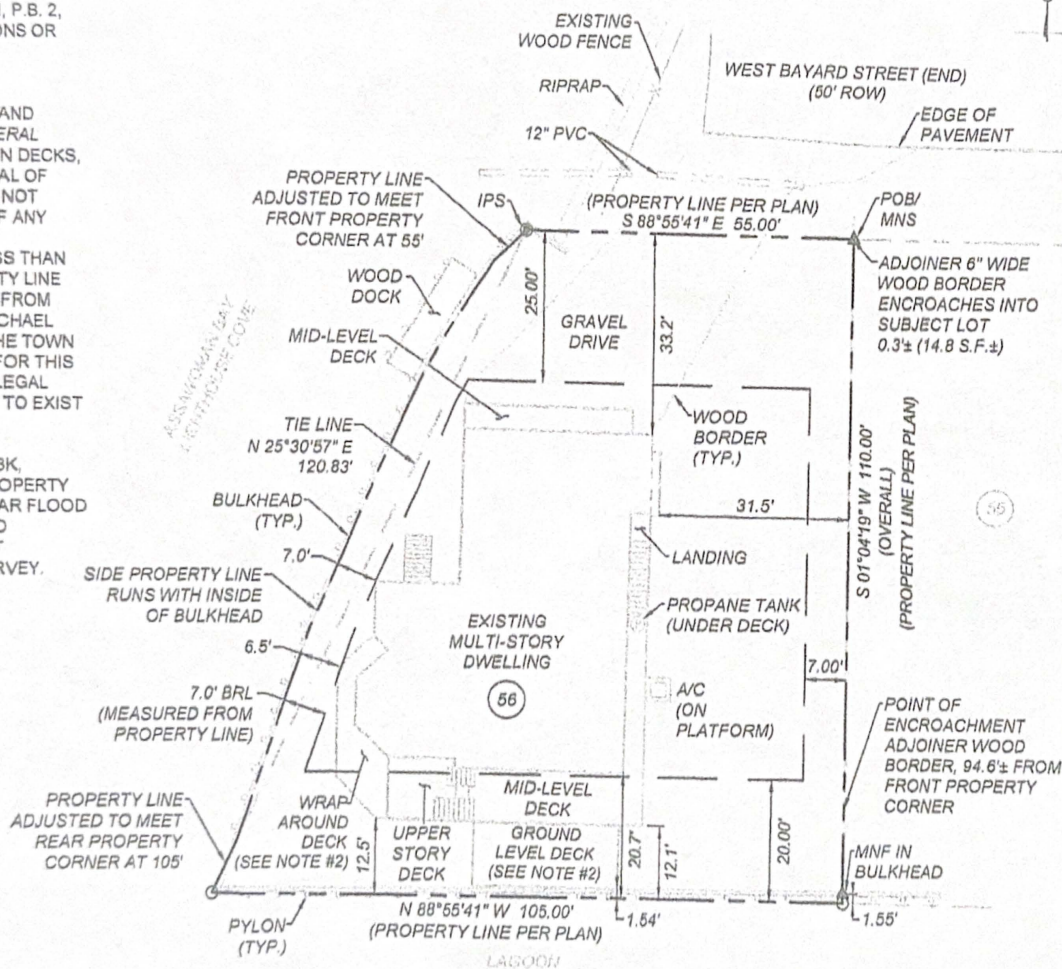 , P.B. 2,
ONS OR
AND
ERAL
N DECKS,
AL OF
NOT
F ANY
SS THAN
TY LINE
FROM
CHAEL
HE TOWN
FOR THIS
LEGAL
TO EXIST
BK,
OPERTY
AR FLOOD
D
RVEY.
EXISTING
WOOD FENCE
RIPRAP
12" PVC
WEST BAYARD STREET (END)
(50' ROW)
EDGE OF
PAVEMENT
PROPERTY LINE
ADJUSTED TO MEET
FRONT PROPERTY
CORNER AT 55'
IPS
(PROPERTY LINE PER PLAN)
S 88°55'41" E 55.00'
POB/
MNS
ADJOINER 6" WIDE
WOOD BORDER
ENCROACHES INTO
SUBJECT LOT
0.3'± (14.8 S.F.±)
WOOD
DOCK
MID-LEVEL
DECK
25.00'
GRAVEL
DRIVE
33.2'
ASSAWOMAN BAY
LIGHTHOUSE COVE
TIE LINE
N 25°30'57" E
120.83'
WOOD
BORDER
(TYP.)
31.5'
S 01°04'19" W 110.00'
(OVERALL)
(PROPERTY LINE PER PLAN)
55
BULKHEAD
(TYP.)
7.0'
LANDING
SIDE PROPERTY LINE
RUNS WITH INSIDE
OF BULKHEAD
PROPANE TANK
(UNDER DECK)
EXISTING
MULTI-STORY
DWELLING
56
6.5'
7.00'
7.0' BRL
(MEASURED FROM
PROPERTY LINE)
A/C
(ON
PLATFORM)
POINT OF
ENCROACHMENT
ADJOINER WOOD
BORDER, 94.6'± FROM
FRONT PROPERTY
CORNER
PROPERTY LINE
ADJUSTED TO MEET
REAR PROPERTY
CORNER AT 105'
WRAP
AROUND
DECK
(SEE NOTE #2)
12.5'
UPPER
STORY
DECK
MID-LEVEL
DECK
GROUND
LEVEL DECK
(SEE NOTE #2)
20.7'
12.1'
20.00'
MNF IN
BULKHEAD
PYLON
(TYP.)
N 88°55'41" W 105.00'
(PROPERTY LINE PER PLAN)
1.54'
1.55'
LAGOON